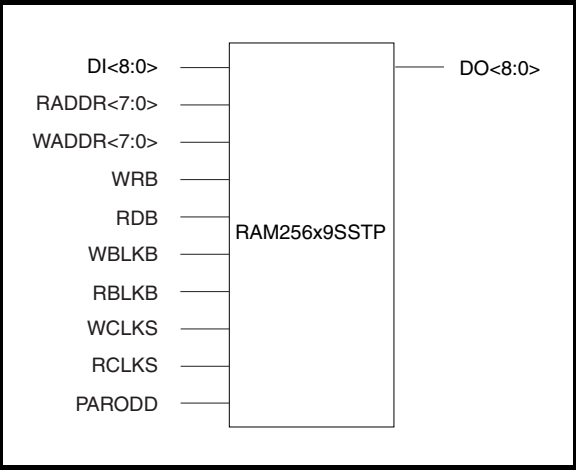 DI<8:0>
DO<8:0>
RADDR<7:0>
WADDR<7:0>
WRB
RDB
RAM256x9SSTP
WBLKB
RBLKB
WCLKS
RCLKS
PARODD